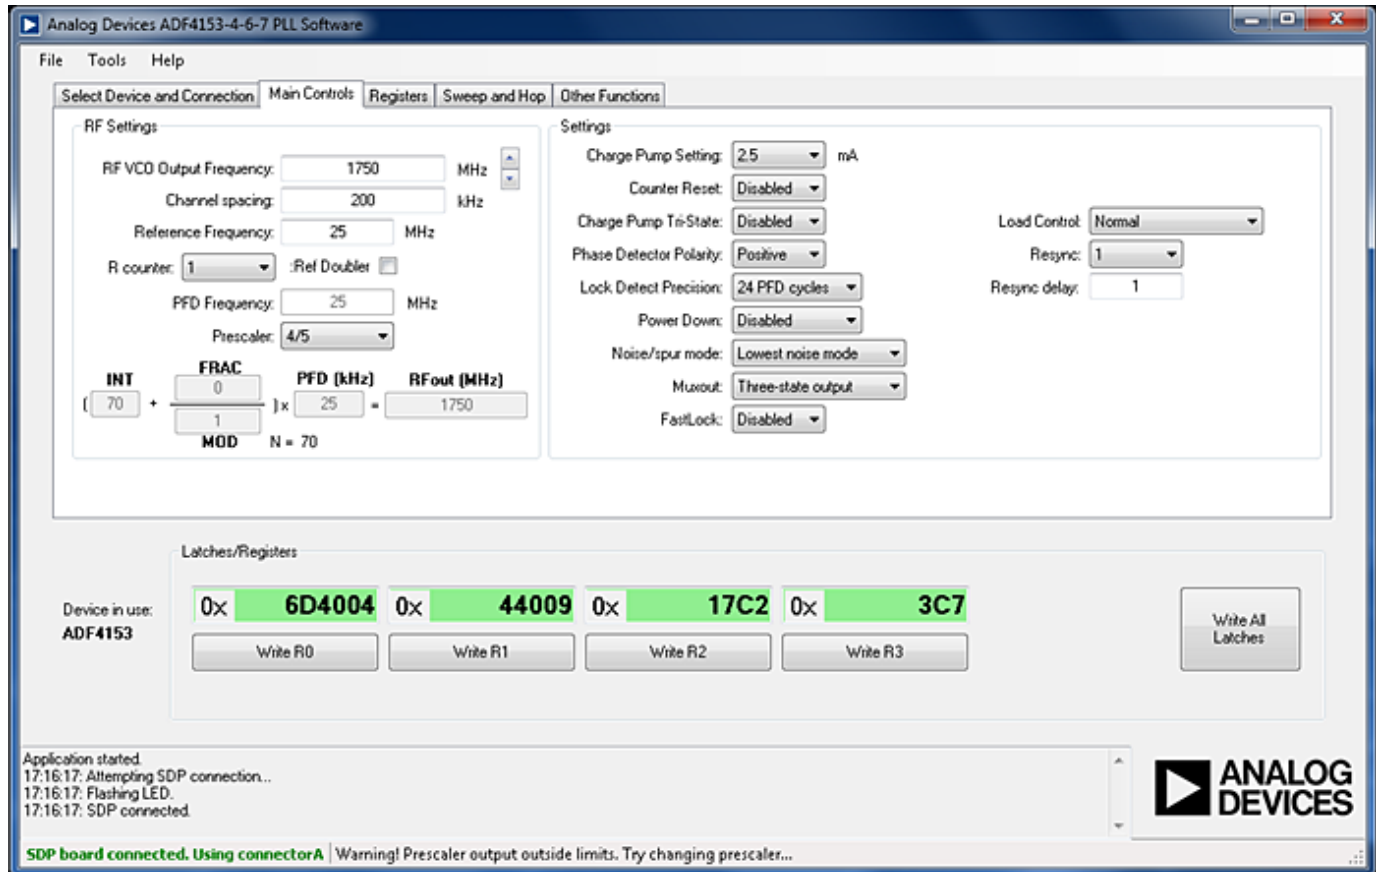 Analog Devices ADF4153-4-6-7 PLL Software
File Tools Help
Select Device and Connection Main Controls Registers Sweep and Hop Other Functions
RF Settings
RF VCO Output Frequency: 1750 MHz
Channel spacing: 200 kHz
Reference Frequency: 25 MHz
R counter: 1 :Ref Doubler
PFD Frequency: 25 MHz
Prescaler: 4/5
INT FRAC PFD (kHz) RFout (MHz)
( 70 + 0 / 1 ) x 25 = 1750
MOD N = 70
Settings
Charge Pump Setting: 2.5 mA
Counter Reset: Disabled
Charge Pump Tri-State: Disabled
Phase Detector Polarity: Positive
Lock Detect Precision: 24 PFD cycles
Power Down: Disabled
Noise/spur mode: Lowest noise mode
Muxout: Three-state output
FastLock: Disabled
Load Control: Normal
Resync: 1
Resync delay: 1
Latches/Registers
Device in use:
ADF4153
0x 6D4004 0x 44009 0x 17C2 0x 3C7
Write R0 Write R1 Write R2 Write R3
Write All
Latches
Application started.
17:16:17: Attempting SDP connection...
17:16:17: Flashing LED.
17:16:17: SDP connected.
ANALOG
DEVICES
SDP board connected. Using connectorA Warning! Prescaler output outside limits. Try changing prescaler...